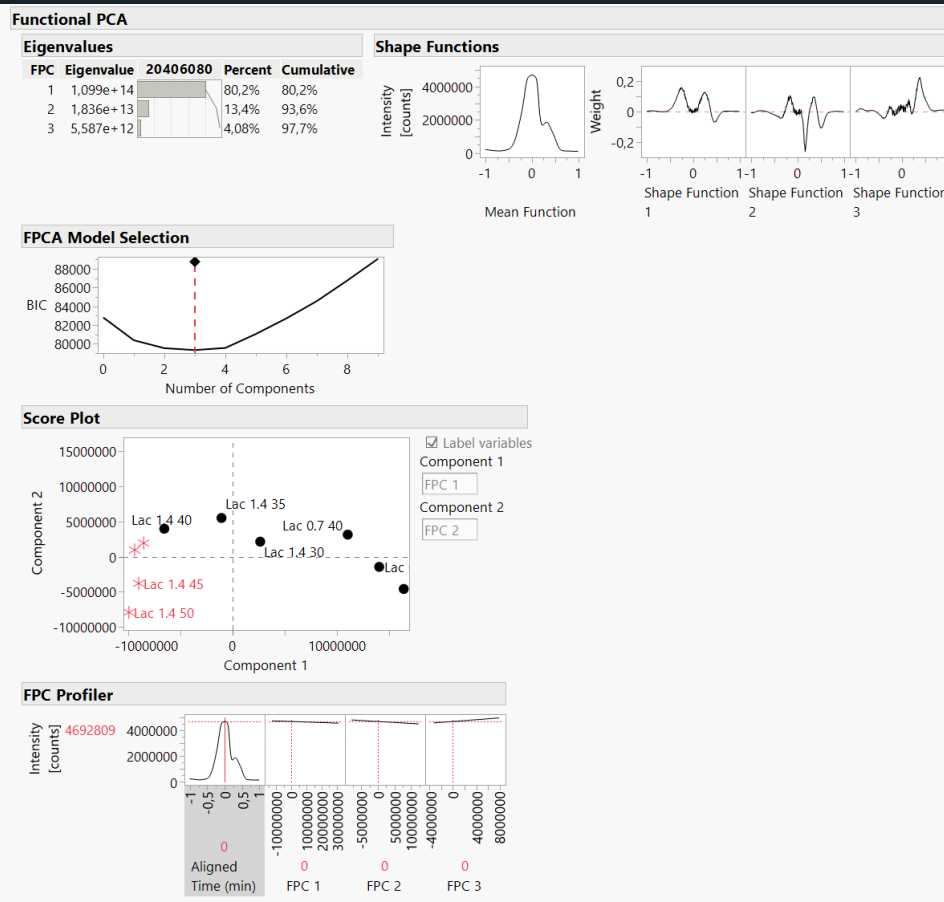 Functional PCA
Eigenvalues
FPC Eigenvalue 20406080 Percent Cumulative
1 1,099e+14 80,2% 80,2%
2 1,836e+13 13,4% 93,6%
3 5,587e+12 4,08% 97,7%
Shape Functions
Intensity
[counts]
4000000
2000000
0
-1 0 1
Mean Function
Weight
0,2
0
-0,2
-1 0 1-1 0 1-1 0
Shape Function Shape Function Shape Function
1 2 3
FPCA Model Selection
BIC
88000
86000
84000
82000
80000
0 2 4 6 8
Number of Components
Score Plot
Component 2
15000000
10000000
5000000
0
-5000000
-10000000
Lac 1.4 35
Lac 1.4 40
Lac 0.7 40
Lac 1.4 30
Lac
Lac 1.4 45
Lac 1.4 50
-10000000 0 10000000
Component 1
Label variables
Component 1
FPC 1
Component 2
FPC 2
FPC Profiler
Intensity
[counts]
4692809
4000000
2000000
0
-1 -0,5 0 0,5 1
-10000000 0 10000000 20000000 30000000
-5000000 0 5000000 10000000
-4000000 0 4000000 8000000
0 0 0 0
Aligned
Time (min) FPC 1 FPC 2 FPC 3